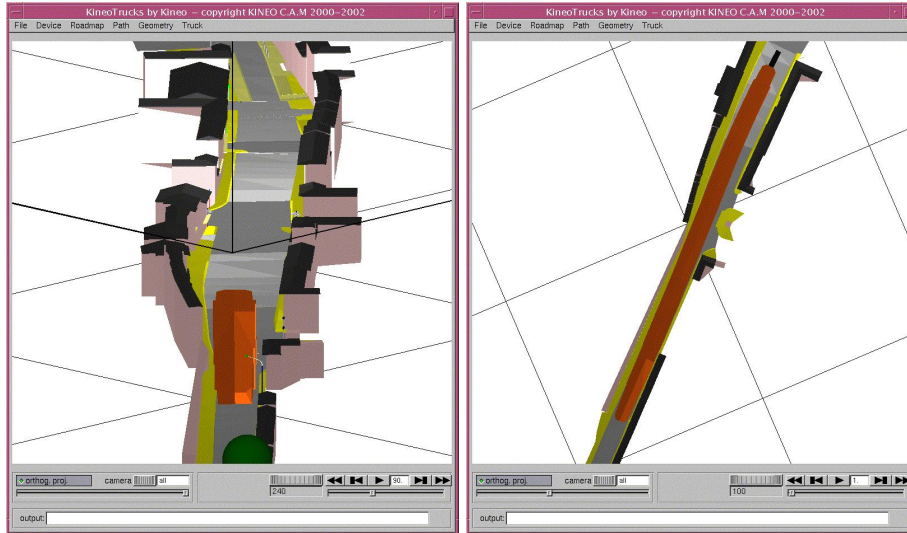 KineoTrucks by Kineo – copyright KINEO C.A.M 2000–2002
File Device Roadmap Path Geometry Truck
orthog. proj. camera all
240
90.
output:
KineoTrucks by Kineo – copyright KINEO C.A.M 2000–2002
File Device Roadmap Path Geometry Truck
orthog. proj. camera all
100
1.
output: